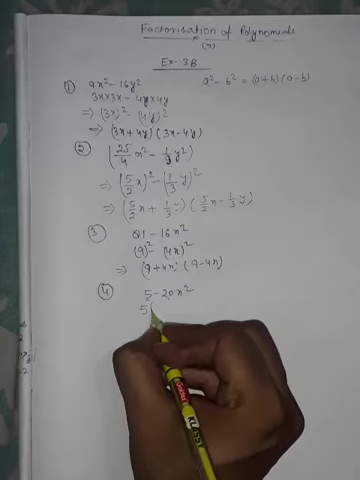 Factorisation of Polynomials
(r)
Ex- 3B
① 9x² - 16y²
a² - b² = (a+b) (a-b)
3x×3x - 4y×4y
⇒ (3x)² - (4y)²
⇒ (3x+4y) (3x-4y)
② (25/4 x² - 1/9 y²)
⇒ (5/2 x)² - (1/3 y)²
⇒ (5/2 x + 1/3 y) (5/2 x - 1/3 y)
③ 81 - 16x²
(9)² - (4x)²
⇒ (9+4x) (9-4x)
④ 5 - 20x²
5(
KLASSY